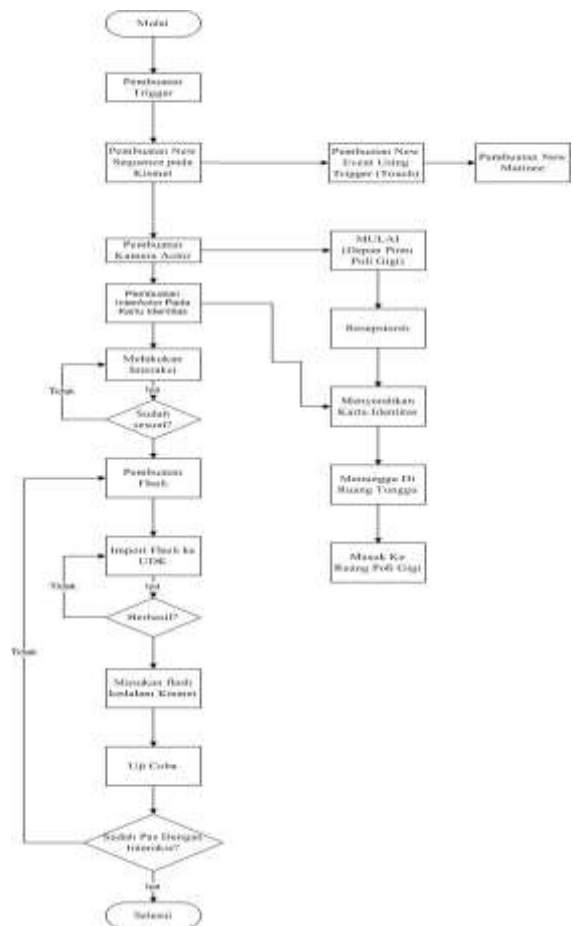 Mulai
Pembuatan
Trigger
Pembuatan New
Sequence pada
Kismet
Pembuatan New
Event Using
Trigger (Touch)
Pembuatan New
Matinee
Pembuatan
Kamera Actor
MULAI
(Depan Pintu
Poli Gigi)
Pembuatan
Pada
Kartu Identitas
Resepsionis
Melakukan
Interaksi
Tidak
Iya
Sudah
sesuai?
Kartu Identitas
Pembuatan
Flash
Menunggu Di
Ruang Tunggu
Import Flash ke
UDK
Masuk Ke
Ruang Poli Gigi
Tidak
Iya
Berhasil?
Tidak
Masukan flash
kedalam Kismet
Uji Coba
Sudah Pas Dengan
Interaksi?
Iya
Selesai